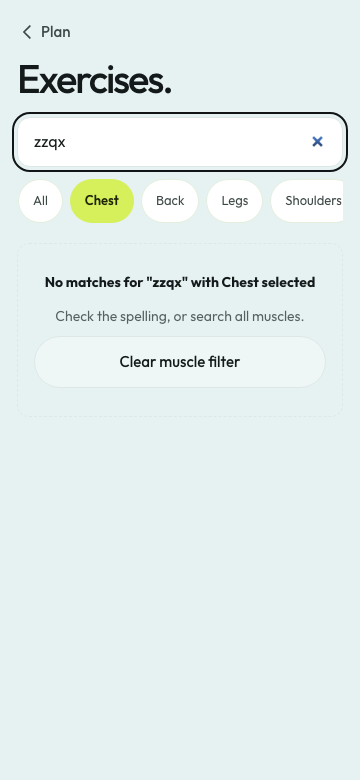 Plan
Exercises.
zzqx
All
Chest
Back
Legs
Shoulders
No matches for "zzqx" with Chest selected
Check the spelling, or search all muscles.
Clear muscle filter